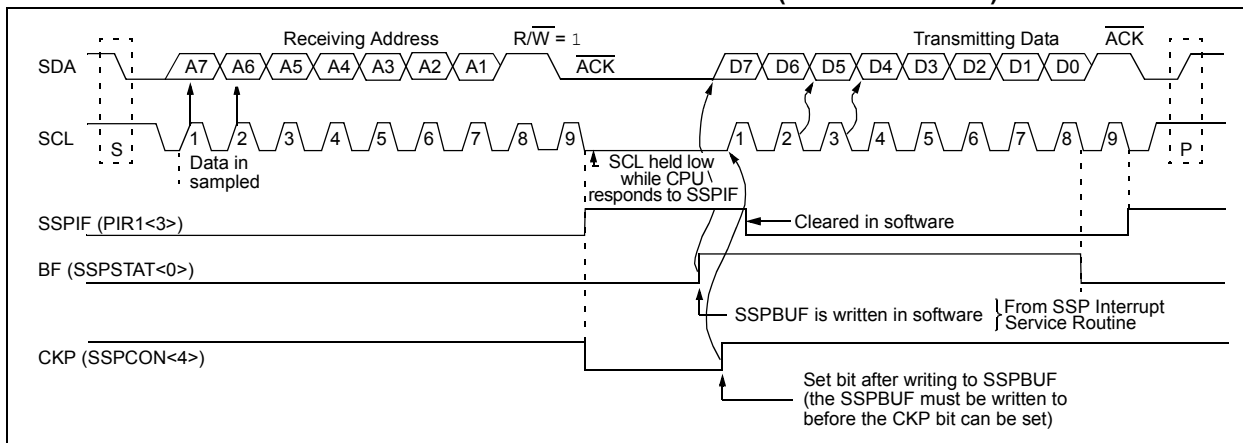 Receiving Address R/W = 1 Transmitting Data ACK
SDA A7 A6 A5 A4 A3 A2 A1 ACK D7 D6 D5 D4 D3 D2 D1 D0
SCL S 1 2 3 4 5 6 7 8 9 1 2 3 4 5 6 7 8 9 P
Data in
sampled
SCL held low
while CPU
responds to SSPIF
SSPIF (PIR1<3>)
Cleared in software
BF (SSPSTAT<0>)
SSPBUF is written in software
From SSP Interrupt
Service Routine
CKP (SSPCON<4>)
Set bit after writing to SSPBUF
(the SSPBUF must be written to
before the CKP bit can be set)